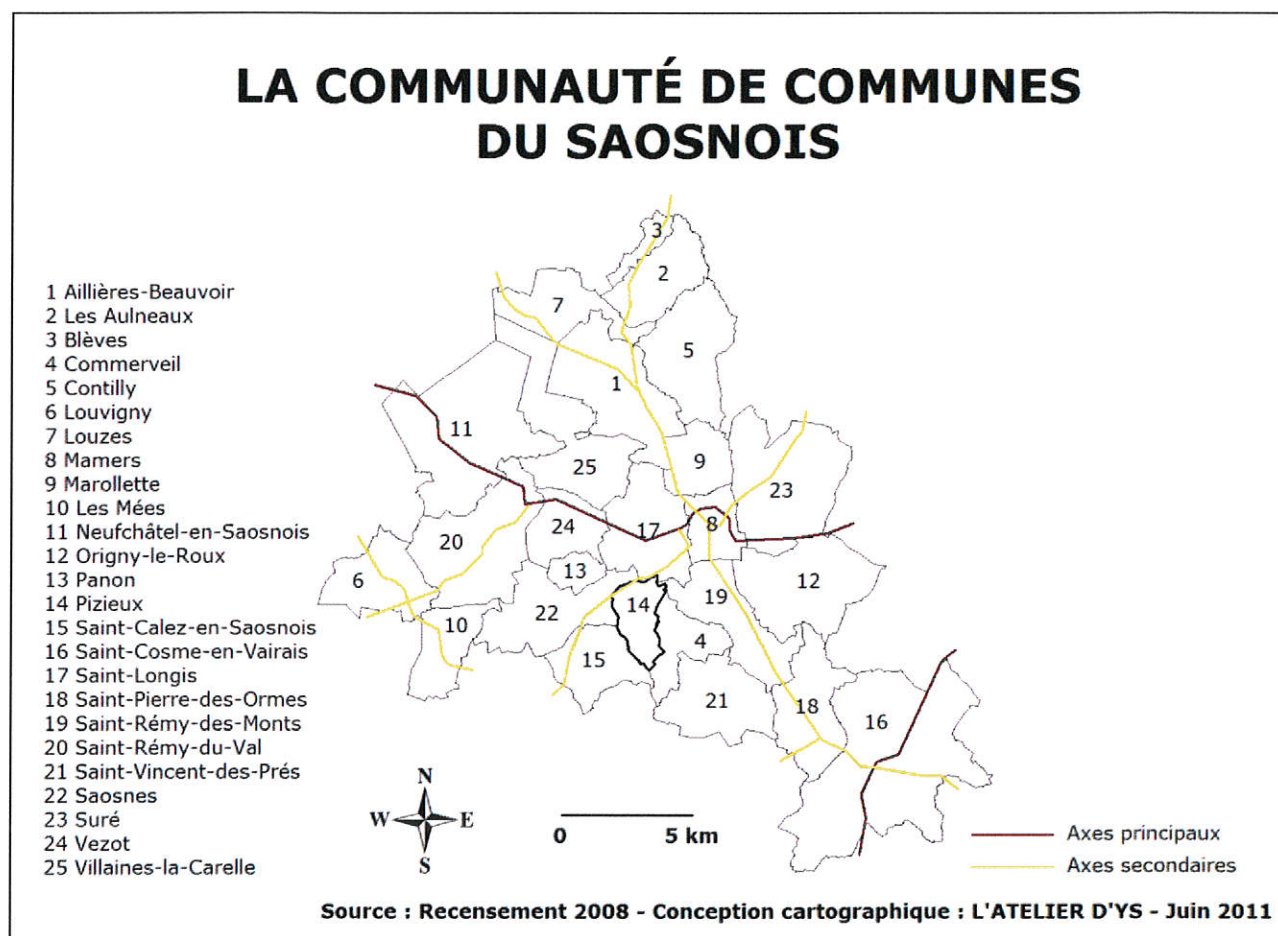 LA COMMUNAUTÉ DE COMMUNES
DU SAOSNOIS
1 Aillières-Beauvoir
2 Les Aulneaux
3 Blèves
4 Commerveil
5 Contilly
6 Louvigny
7 Louzes
8 Mamers
9 Marollette
10 Les Mées
11 Neufchâtel-en-Saosnois
12 Origny-le-Roux
13 Panon
14 Pizieux
15 Saint-Calez-en-Saosnois
16 Saint-Cosme-en-Vairais
17 Saint-Longis
18 Saint-Pierre-des-Ormes
19 Saint-Rémy-des-Monts
20 Saint-Rémy-du-Val
21 Saint-Vincent-des-Prés
22 Saosnes
23 Suré
24 Vezot
25 Villaines-la-Carelle
3
2
7
5
1
11
9
25
23
8
17
24
20
13
6
12
14
19
22
10
4
15
21
18
16
N
W E
S
0 5 km
Axes principaux
Axes secondaires
Source : Recensement 2008 - Conception cartographique : L'ATELIER D'YS - Juin 2011